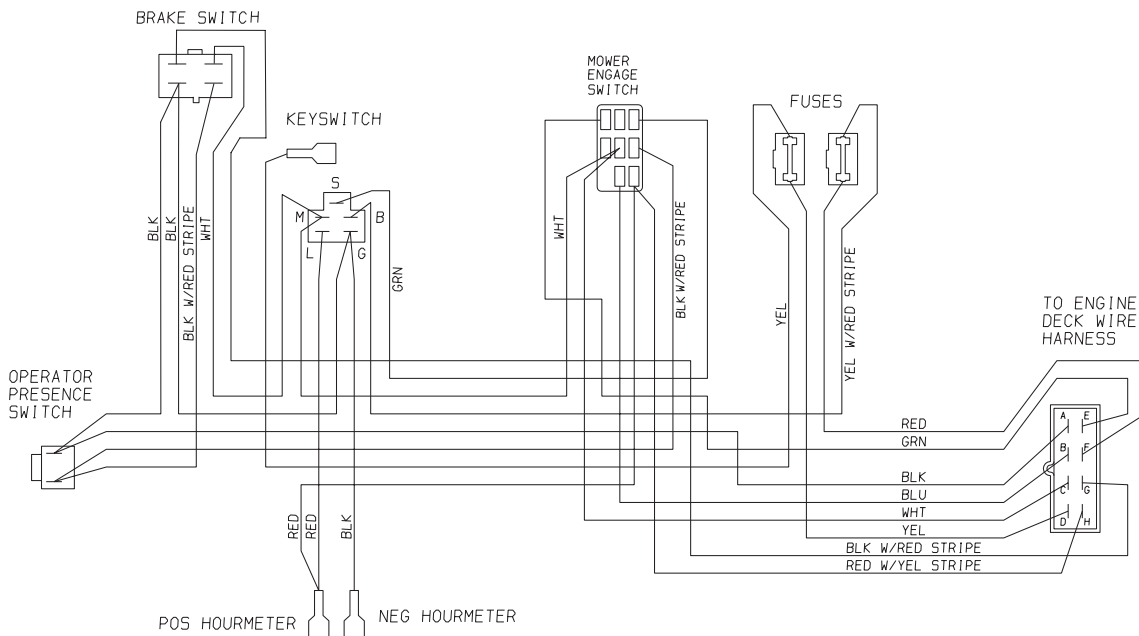 BRAKE SWITCH
MOWER
ENGAGE
SWITCH
FUSES
KEYSWITCH
S
M
B
L
G
BLK
BLK
BLK W/RED STRIPE
WHT
GRN
WHT
BLK W/RED STRIPE
YEL
YEL W/RED STRIPE
TO ENGINE
DECK WIRE
HARNESS
OPERATOR
PRESENCE
SWITCH
A E
B F
C G
D H
RED
GRN
BLK
BLU
WHT
YEL
BLK W/RED STRIPE
RED W/YEL STRIPE
RED
RED
BLK
POS HOURMETER
NEG HOURMETER